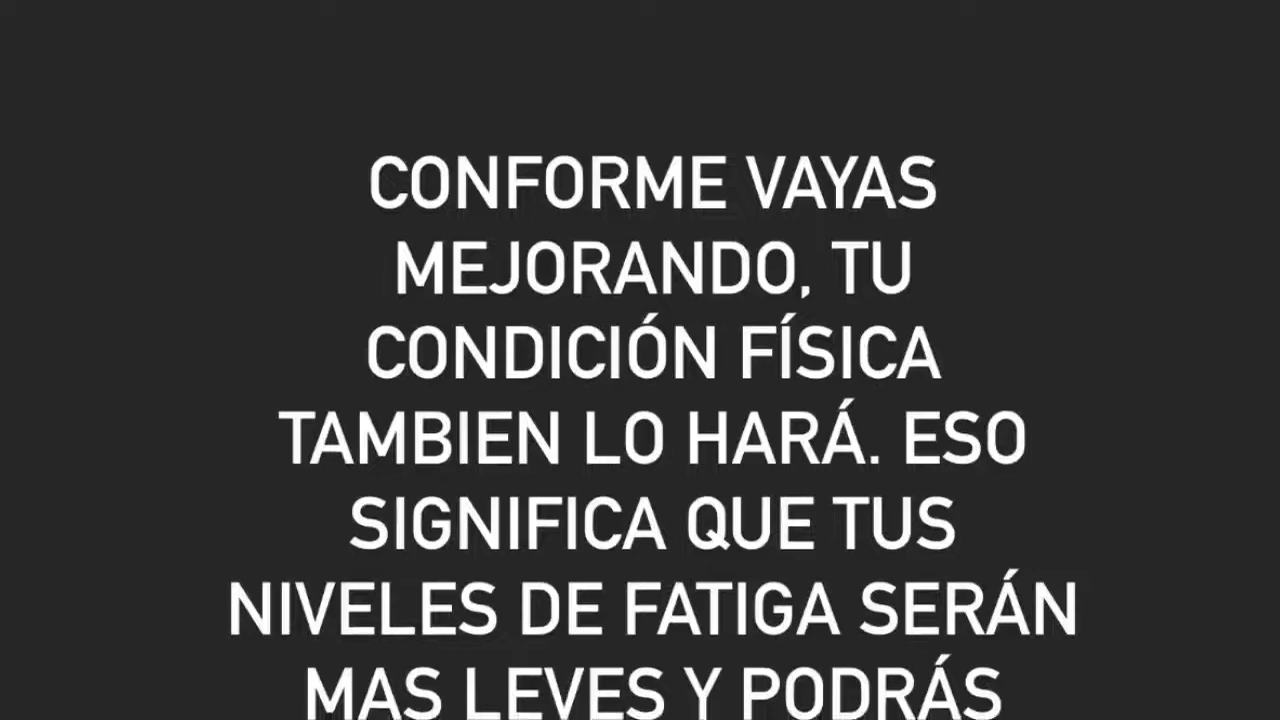 CONFORME VAYAS
MEJORANDO, TU
CONDICIÓN FÍSICA
TAMBIEN LO HARÁ. ESO
SIGNIFICA QUE TUS
NIVELES DE FATIGA SERÁN
MAS LEVES Y PODRÁS